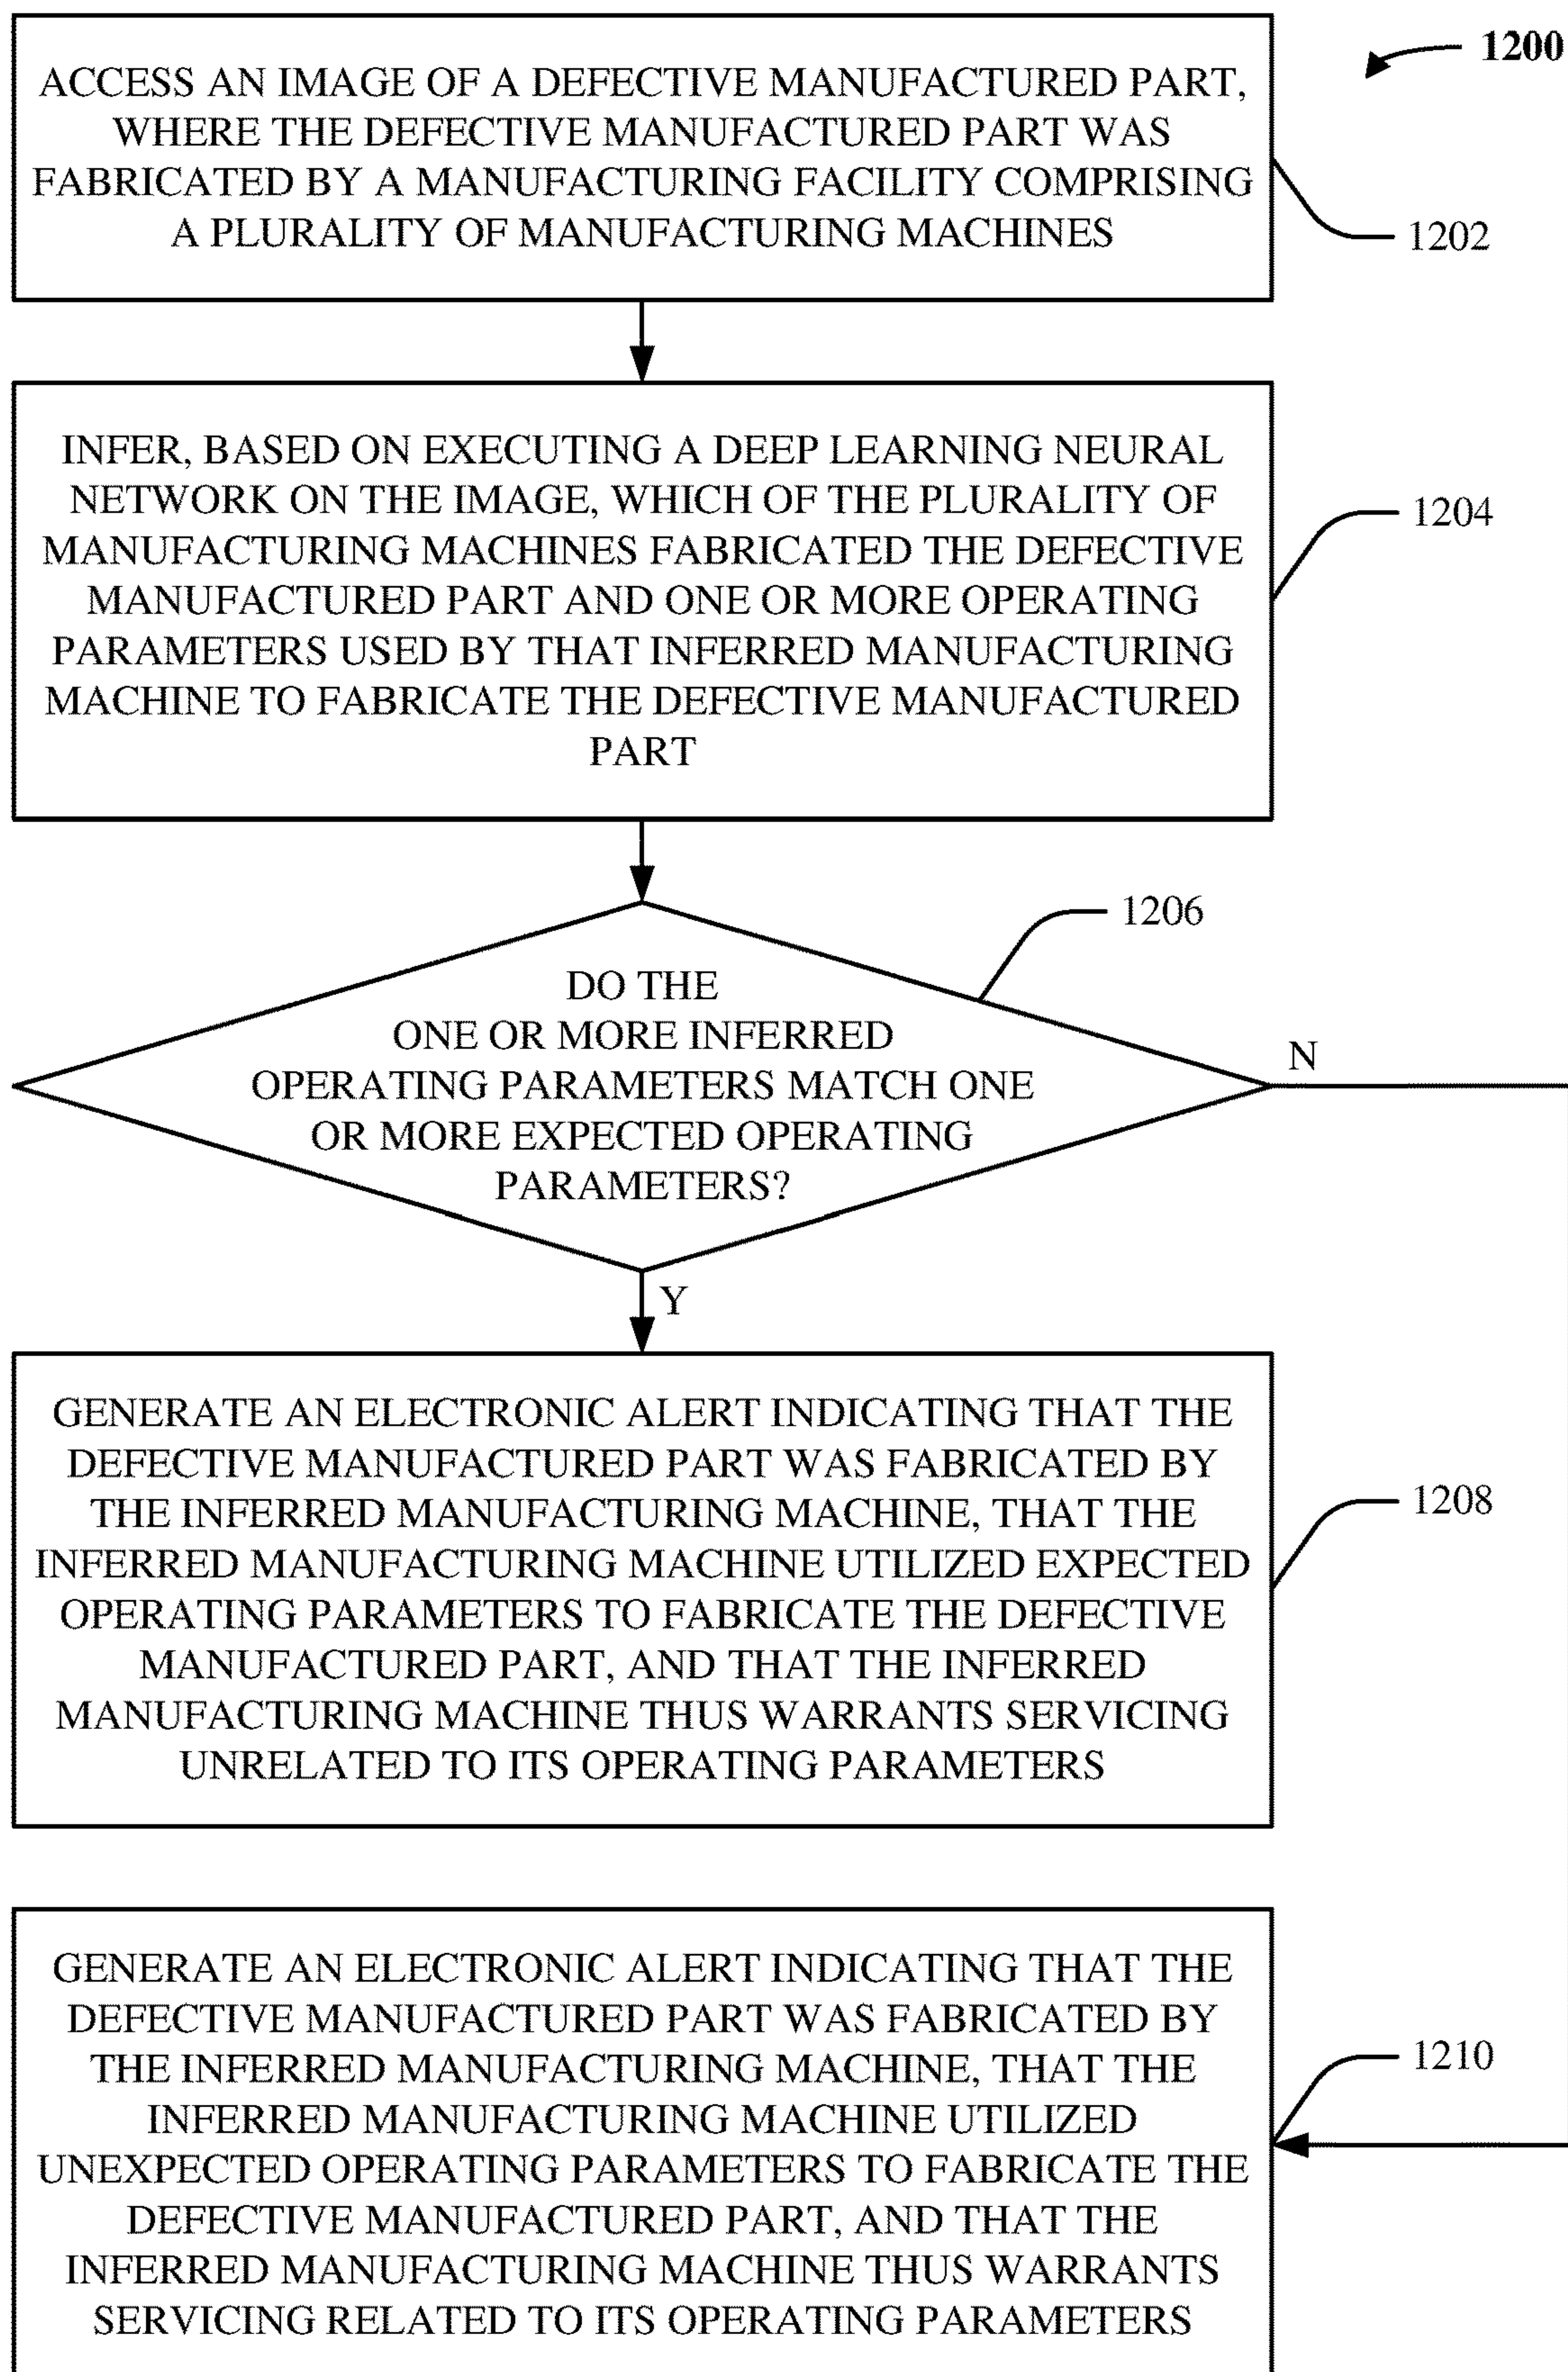 1200
ACCESS AN IMAGE OF A DEFECTIVE MANUFACTURED PART,
WHERE THE DEFECTIVE MANUFACTURED PART WAS
FABRICATED BY A MANUFACTURING FACILITY COMPRISING
A PLURALITY OF MANUFACTURING MACHINES
1202
INFER, BASED ON EXECUTING A DEEP LEARNING NEURAL
NETWORK ON THE IMAGE, WHICH OF THE PLURALITY OF
MANUFACTURING MACHINES FABRICATED THE DEFECTIVE
MANUFACTURED PART AND ONE OR MORE OPERATING
PARAMETERS USED BY THAT INFERRED MANUFACTURING
MACHINE TO FABRICATE THE DEFECTIVE MANUFACTURED
PART
1204
1206
DO THE
ONE OR MORE INFERRED
OPERATING PARAMETERS MATCH ONE
OR MORE EXPECTED OPERATING
PARAMETERS?
N
Y
GENERATE AN ELECTRONIC ALERT INDICATING THAT THE
DEFECTIVE MANUFACTURED PART WAS FABRICATED BY
THE INFERRED MANUFACTURING MACHINE, THAT THE
INFERRED MANUFACTURING MACHINE UTILIZED EXPECTED
OPERATING PARAMETERS TO FABRICATE THE DEFECTIVE
MANUFACTURED PART, AND THAT THE INFERRED
MANUFACTURING MACHINE THUS WARRANTS SERVICING
UNRELATED TO ITS OPERATING PARAMETERS
1208
GENERATE AN ELECTRONIC ALERT INDICATING THAT THE
DEFECTIVE MANUFACTURED PART WAS FABRICATED BY
THE INFERRED MANUFACTURING MACHINE, THAT THE
INFERRED MANUFACTURING MACHINE UTILIZED
UNEXPECTED OPERATING PARAMETERS TO FABRICATE THE
DEFECTIVE MANUFACTURED PART, AND THAT THE
INFERRED MANUFACTURING MACHINE THUS WARRANTS
SERVICING RELATED TO ITS OPERATING PARAMETERS
1210